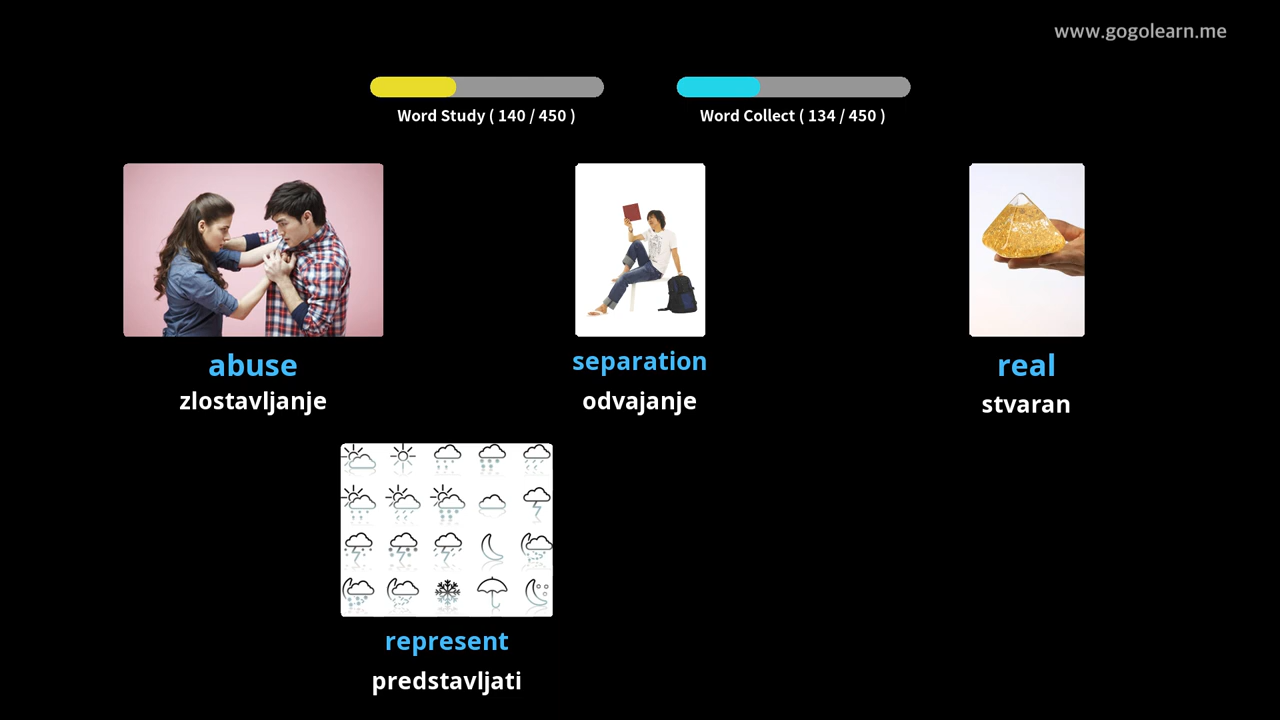 www.gogolearn.me
Word Study ( 140 / 450 )
Word Collect ( 134 / 450 )
abuse
zlostavljanje
separation
odvajanje
real
stvaran
represent
predstavljati